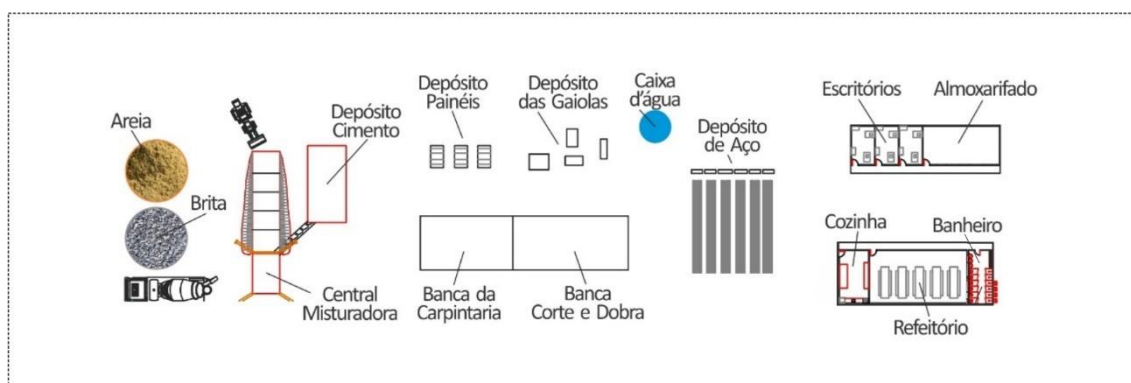 Areia
Brita
Depósito
Cimento
Central
Misturadora
Depósito
Painéis
Depósito
das Gaiolas
Caixa
d'água
Depósito
de Aço
Banca da
Carpintaria
Banca
Corte e Dobra
Escritórios
Almoxarifado
Cozinha
Banheiro
Refeitório